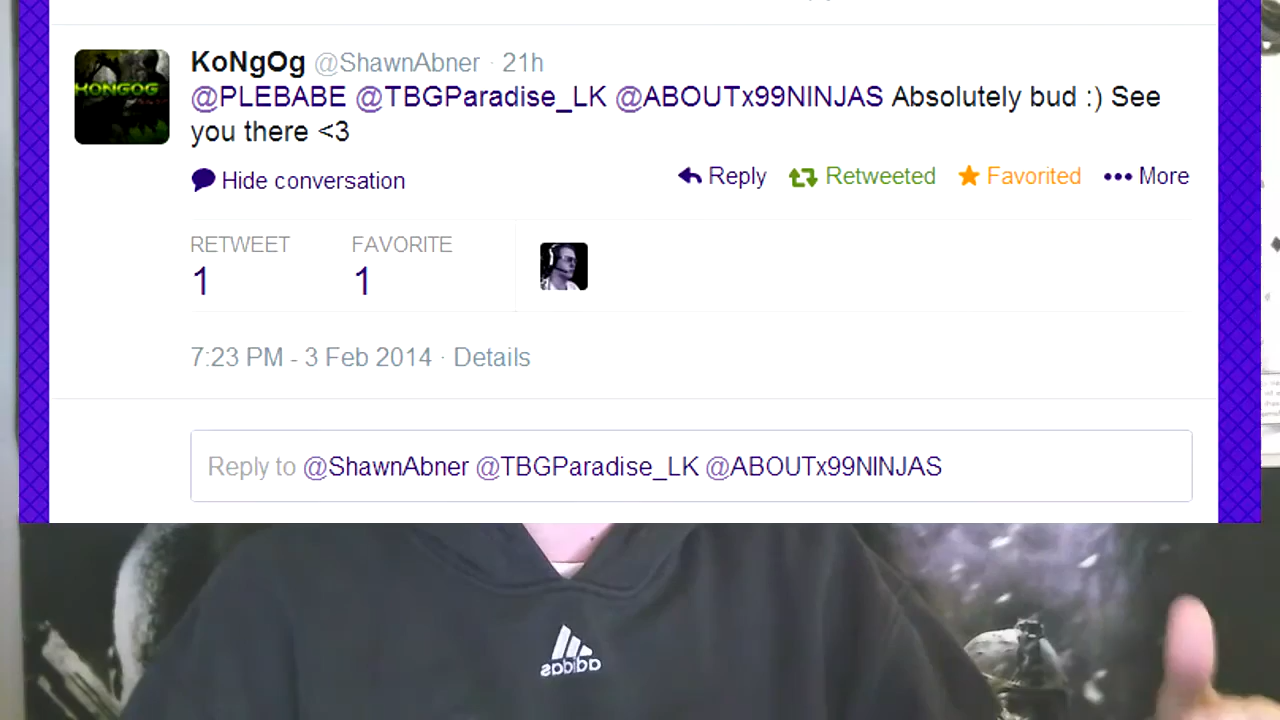 KoNgOg @ShawnAbner · 21h
@PLEBABE @TBGParadise_LK @ABOUTx99NINJAS Absolutely bud :) See
you there <3
KONGOG
Hide conversation
Reply Retweeted Favorited More
RETWEET FAVORITE
1 1
7:23 PM - 3 Feb 2014 · Details
Reply to @ShawnAbner @TBGParadise_LK @ABOUTx99NINJAS
adidas